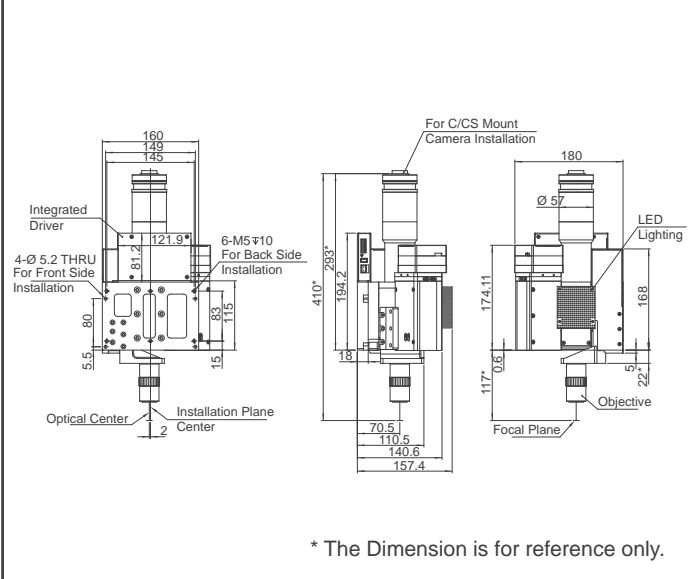 For C/CS Mount
Camera Installation
160
149
145
180
Ø 57
Integrated
Driver
121.9
81.2
6-M5↧10
For Back Side
Installation
LED
Lighting
4-Ø 5.2 THRU
For Front Side
Installation
80
5.5
83
115
15
410*
293*
194.2
18
174.11
168
0.6
117*
5
22*
Optical Center
Installation Plane
Center
2
70.5
110.5
140.6
157.4
Objective
Focal Plane
* The Dimension is for reference only.